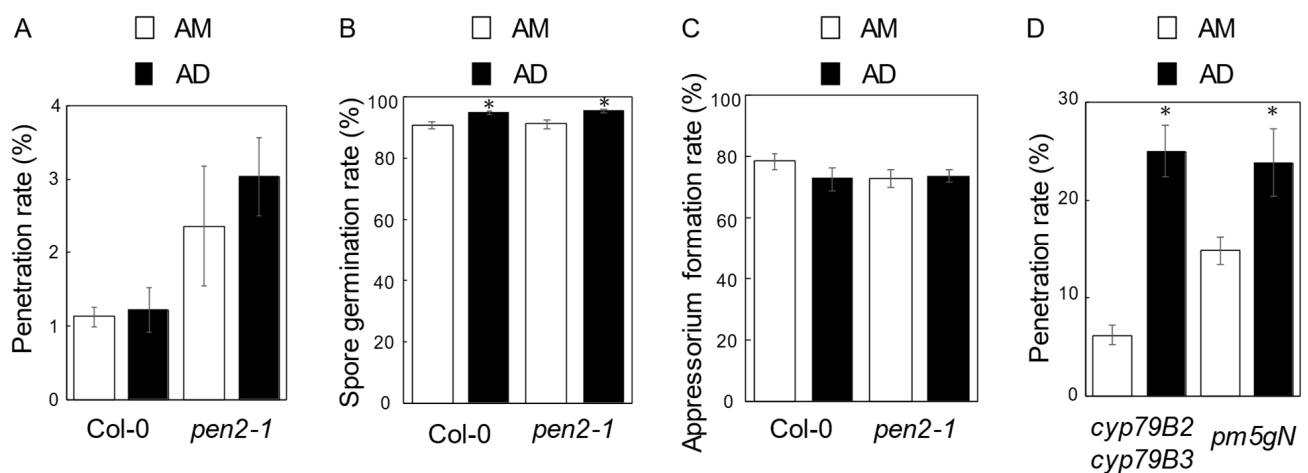 A
AM
AD
Penetration rate (%)
4
3
2
1
0
Col-0
pen2-1
B
AM
AD
Spore germination rate (%)
100
80
60
40
20
0
*
*
Col-0
pen2-1
C
AM
AD
Appressorium formation rate (%)
100
80
60
40
20
0
Col-0
pen2-1
D
AM
AD
Penetration rate (%)
30
20
10
0
*
*
cyp79B2
cyp79B3
pm5gN